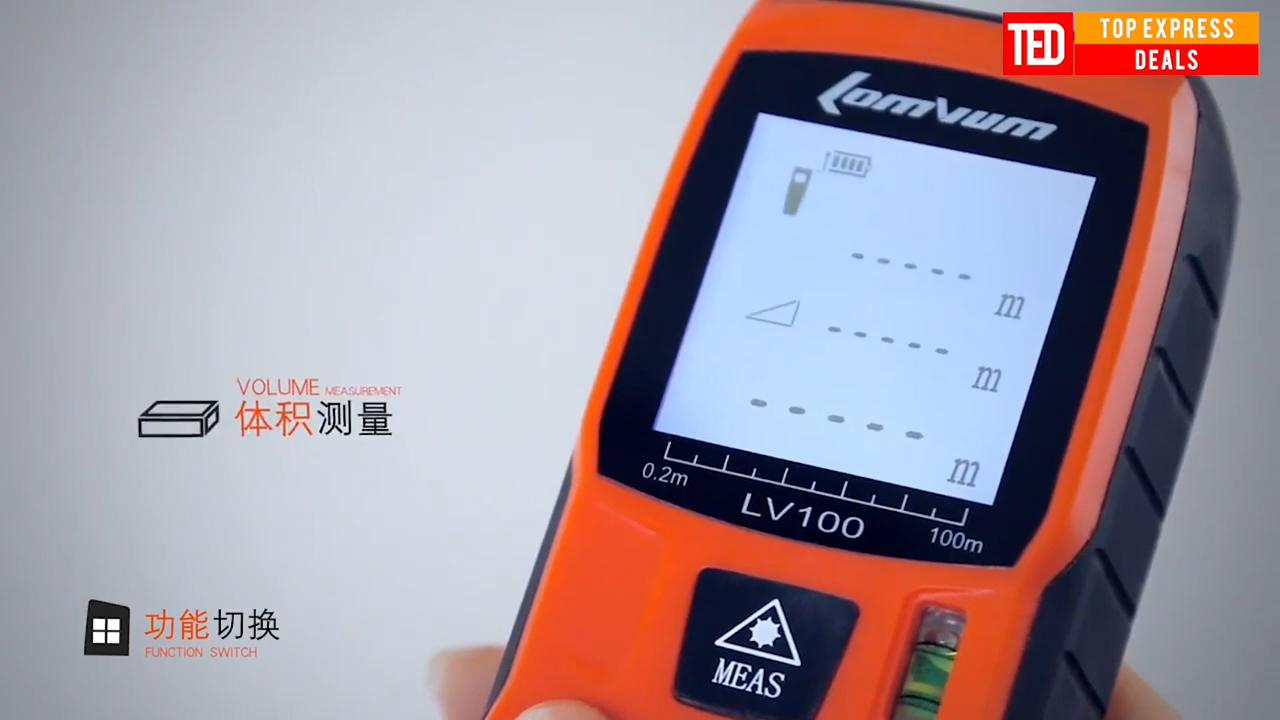 TED
TOP EXPRESS
DEALS
lomvum
m
m
m
0.2m
100m
LV100
MEAS
VOLUME MEASUREMENT
体积测量
功能切换
FUNCTION SWITCH